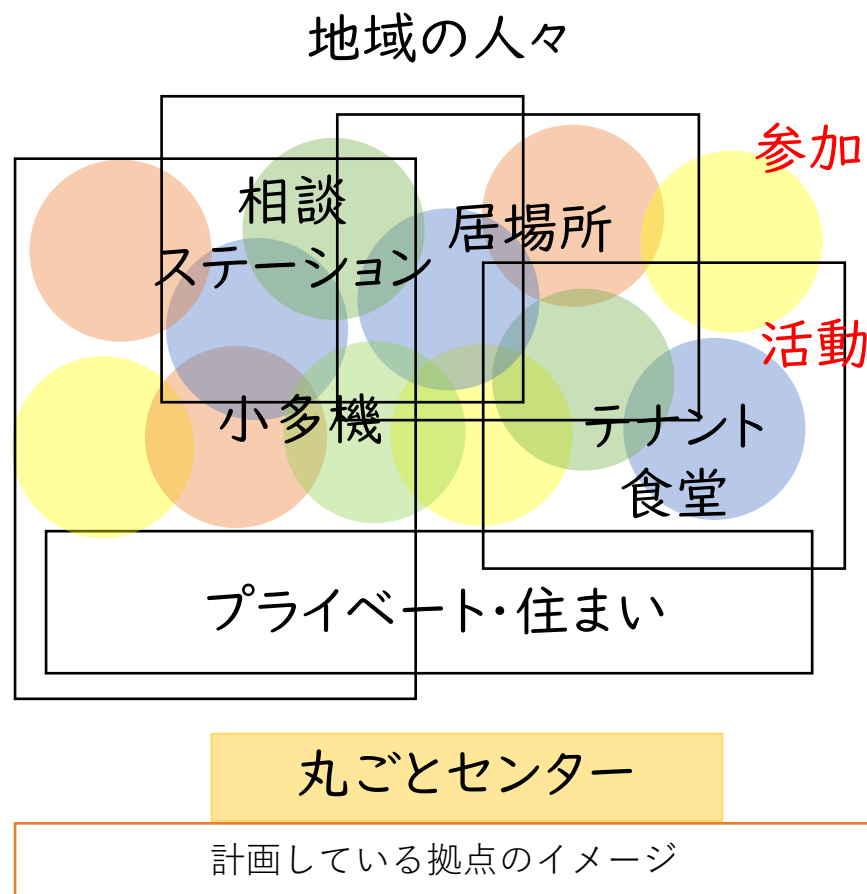 地域の人々
参加
相談
ステーション
居場所
活動
小多機
テナント
食堂
プライベート・住まい
丸ごとセンター
計画している拠点のイメージ